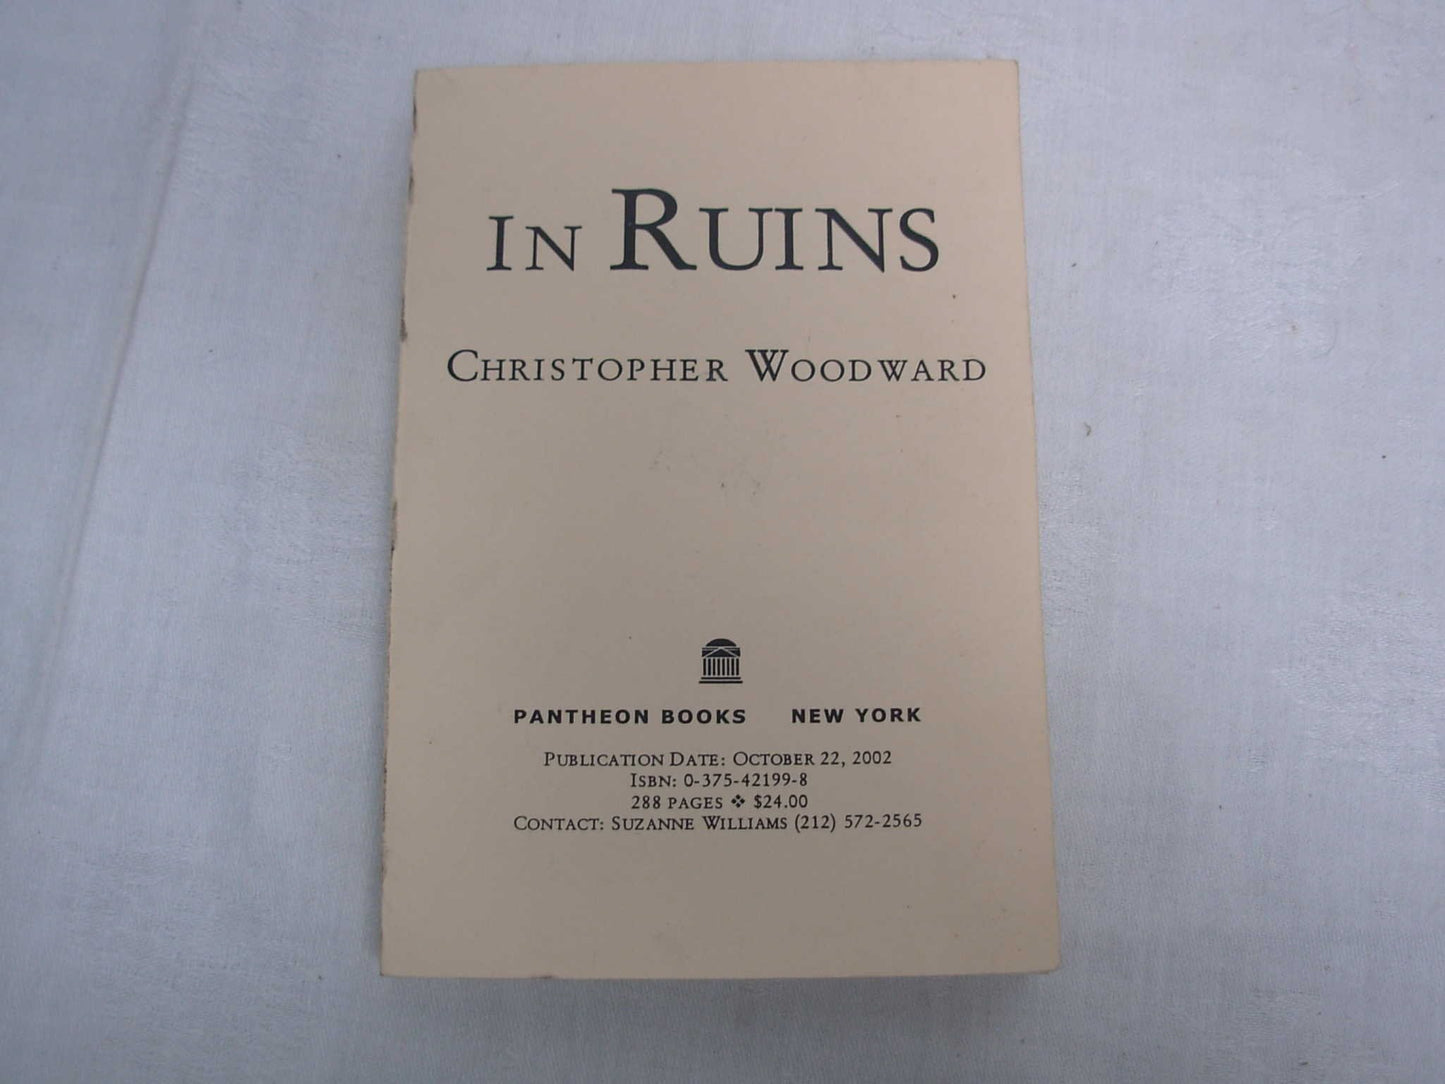 In Ruins
Christopher Woodward
PANTHEON BOOKS NEW YORK
Publication Date: October 22, 2002
Isbn: 0-375-42199-8
288 pages ❖ $24.00
Contact: Suzanne Williams (212) 572-2565